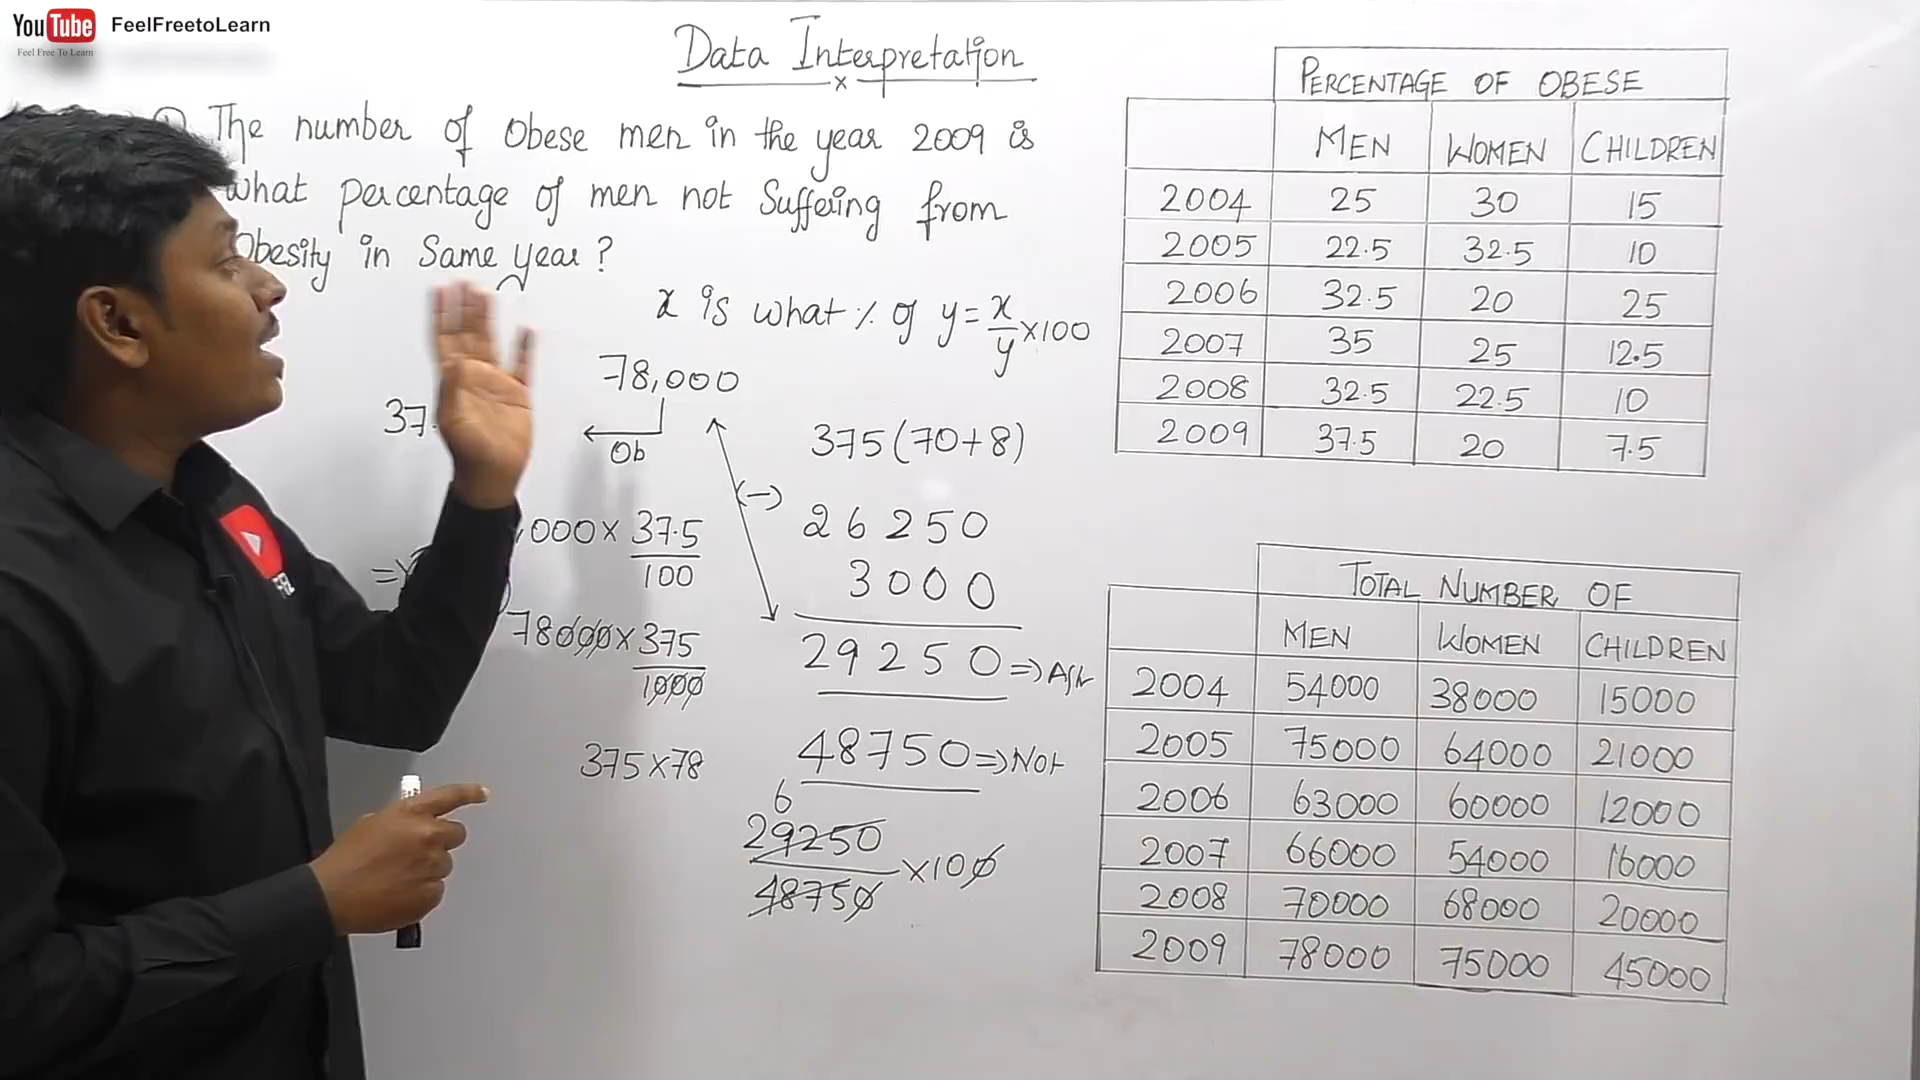 YouTube FeelFreetoLearn
Feel Free To Learn
Data Interpretation
The number of Obese men in the year 2009 is
what percentage of men not Suffering from
Obesity in Same year?
x is what % of y = x/y × 100
78,000
37.
Ob
375(70+8)
(-)
,000 × 37.5/100
26250
3000
78000 × 375/1000
29250 => Ans
375×78
48750 => Not
6
29250/48750 × 100
PERCENTAGE OF OBESE
MEN WOMEN CHILDREN
2004 25 30 15
2005 22.5 32.5 10
2006 32.5 20 25
2007 35 25 12.5
2008 32.5 22.5 10
2009 37.5 20 7.5
TOTAL NUMBER OF
MEN WOMEN CHILDREN
2004 54000 38000 15000
2005 75000 64000 21000
2006 63000 60000 12000
2007 66000 54000 16000
2008 70000 68000 20000
2009 78000 75000 45000